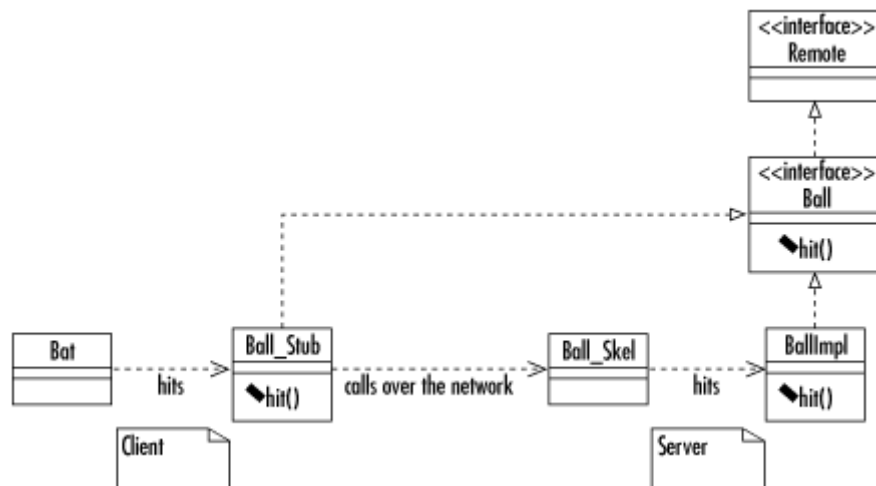 <<interface>>
Remote
<<interface>>
Ball
hit()
Bat
hits
Ball_Stub
hit()
calls over the network
Ball_Skel
hits
BallImpl
hit()
Client
Server